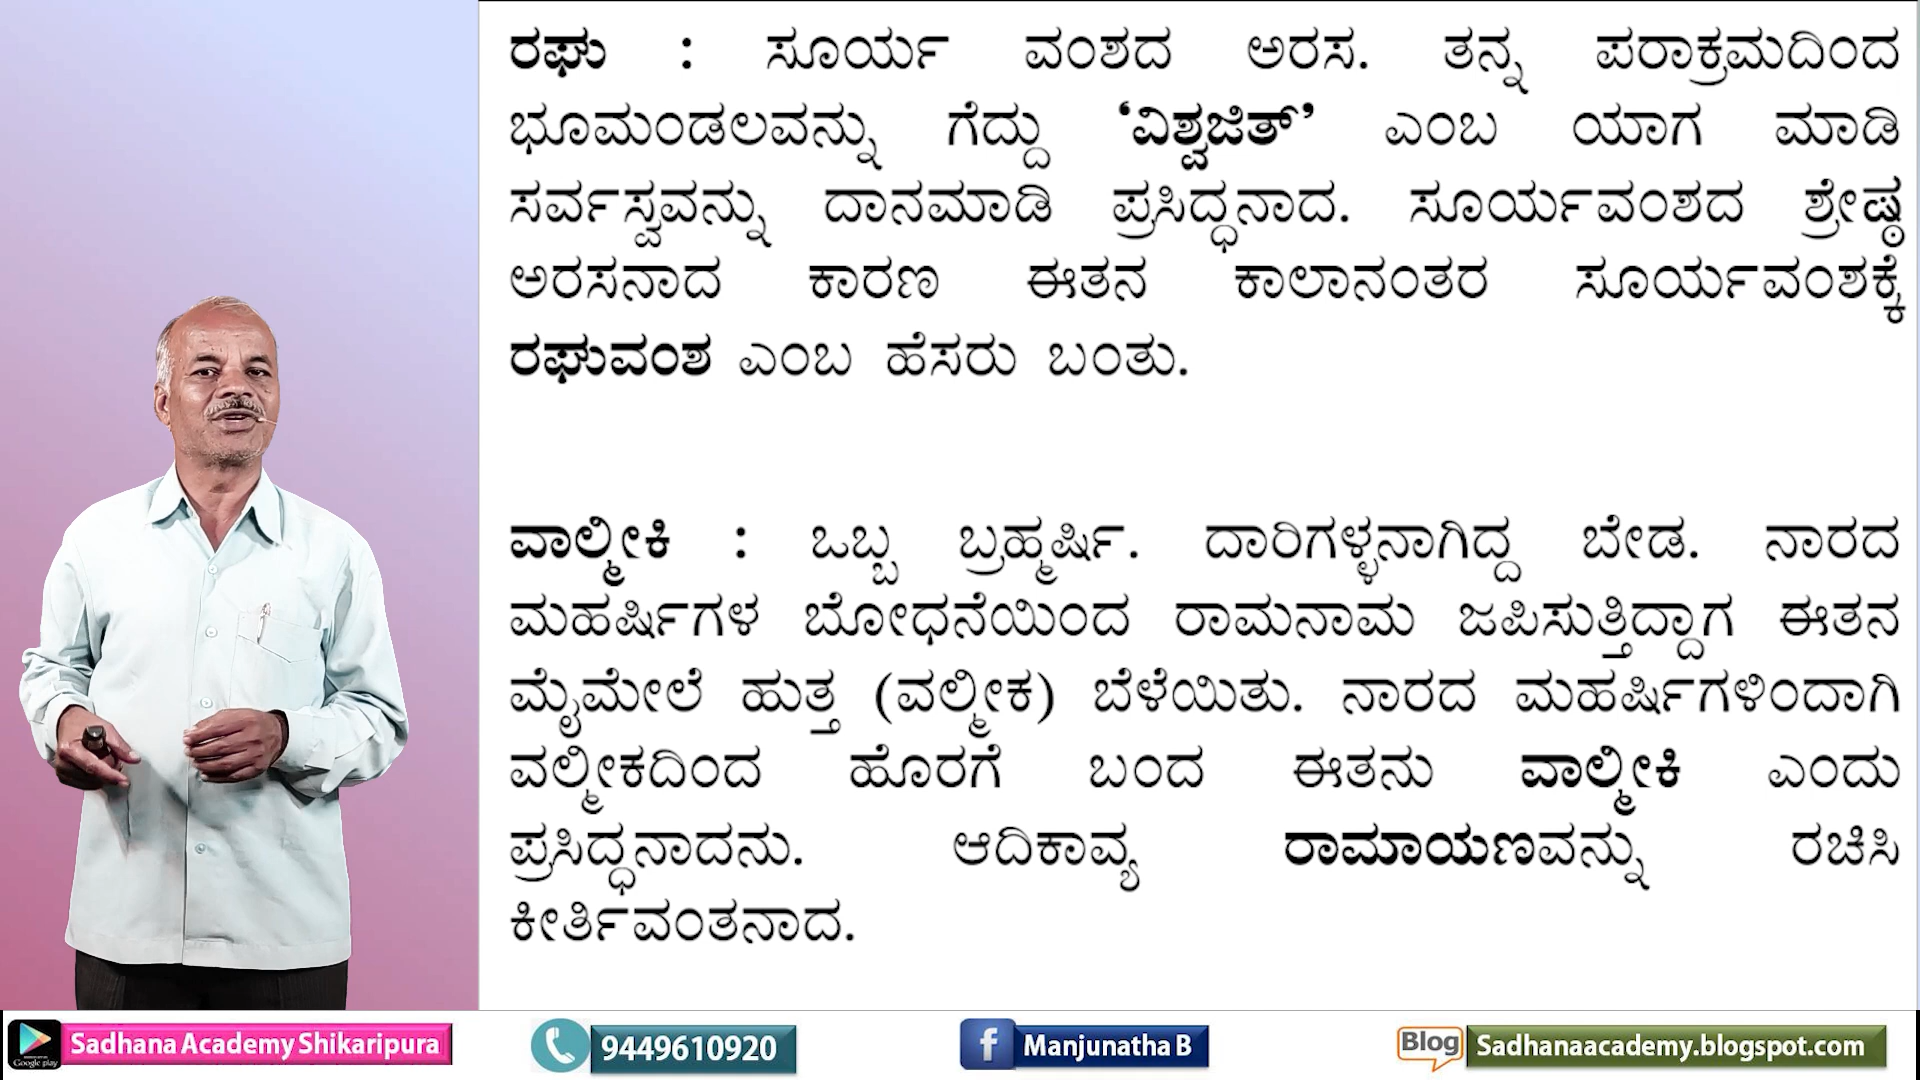 ರಘು : ಸೂರ್ಯ ವಂಶದ ಅರಸ. ತನ್ನ ಪರಾಕ್ರಮದಿಂದ
ಭೂಮಂಡಲವನ್ನು ಗೆದ್ದು ‘ವಿಶ್ವಜಿತ್’ ಎಂಬ ಯಾಗ ಮಾಡಿ
ಸರ್ವಸ್ವವನ್ನು ದಾನಮಾಡಿ ಪ್ರಸಿದ್ಧನಾದ. ಸೂರ್ಯವಂಶದ ಶ್ರೇಷ್ಠ
ಅರಸನಾದ ಕಾರಣ ಈತನ ಕಾಲಾನಂತರ ಸೂರ್ಯವಂಶಕ್ಕೆ
ರಘುವಂಶ ಎಂಬ ಹೆಸರು ಬಂತು.
ವಾಲ್ಮೀಕಿ : ಒಬ್ಬ ಬ್ರಹ್ಮರ್ಷಿ. ದಾರಿಗಳ್ಳನಾಗಿದ್ದ ಬೇಡ. ನಾರದ
ಮಹರ್ಷಿಗಳ ಬೋಧನೆಯಿಂದ ರಾಮನಾಮ ಜಪಿಸುತ್ತಿದ್ದಾಗ ಈತನ
ಮೈಮೇಲೆ ಹುತ್ತ (ವಲ್ಮೀಕ) ಬೆಳೆಯಿತು. ನಾರದ ಮಹರ್ಷಿಗಳಿಂದಾಗಿ
ವಲ್ಮೀಕದಿಂದ ಹೊರಗೆ ಬಂದ ಈತನು ವಾಲ್ಮೀಕಿ ಎಂದು
ಪ್ರಸಿದ್ಧನಾದನು. ಆದಿಕಾವ್ಯ ರಾಮಾಯಣವನ್ನು ರಚಿಸಿ
ಕೀರ್ತಿವಂತನಾದ.
Google play Sadhana Academy Shikaripura 9449610920 f Manjunatha B Blog Sadhanaacademy.blogspot.com